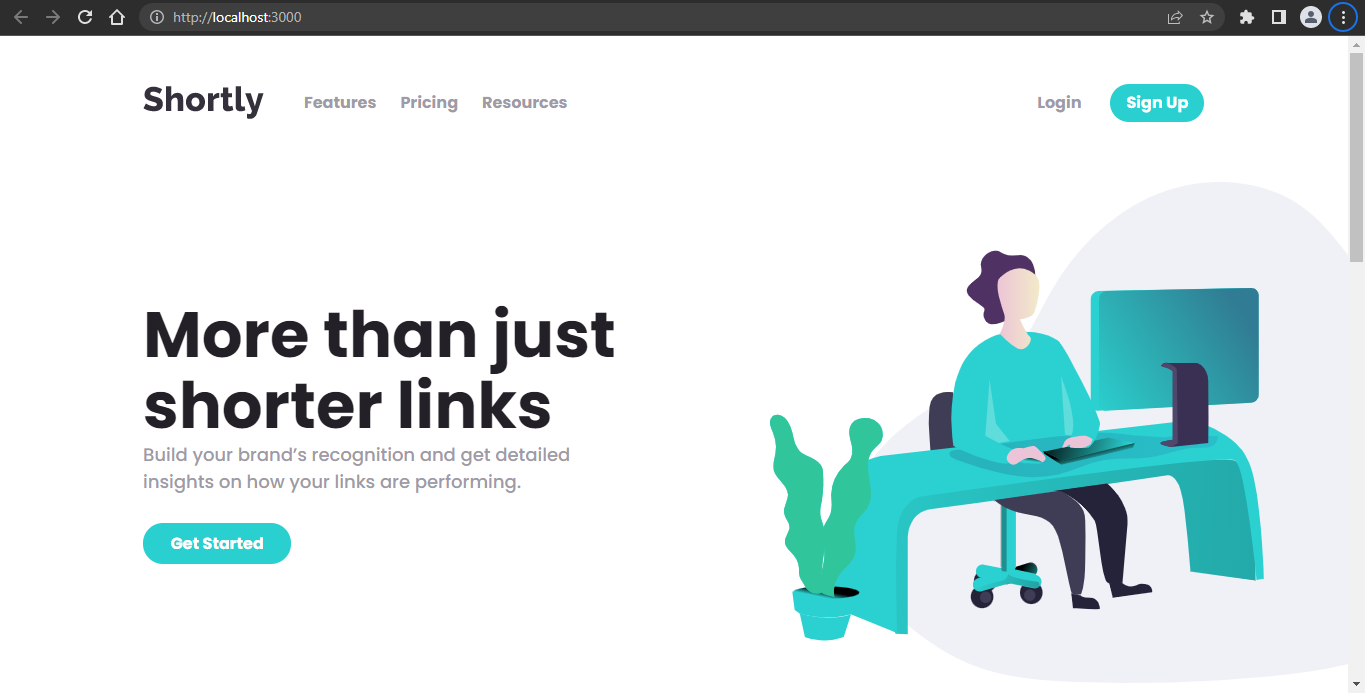 http://localhost:3000
Shortly Features Pricing Resources Login Sign Up
More than just
shorter links
Build your brand’s recognition and get detailed
insights on how your links are performing.
Get Started